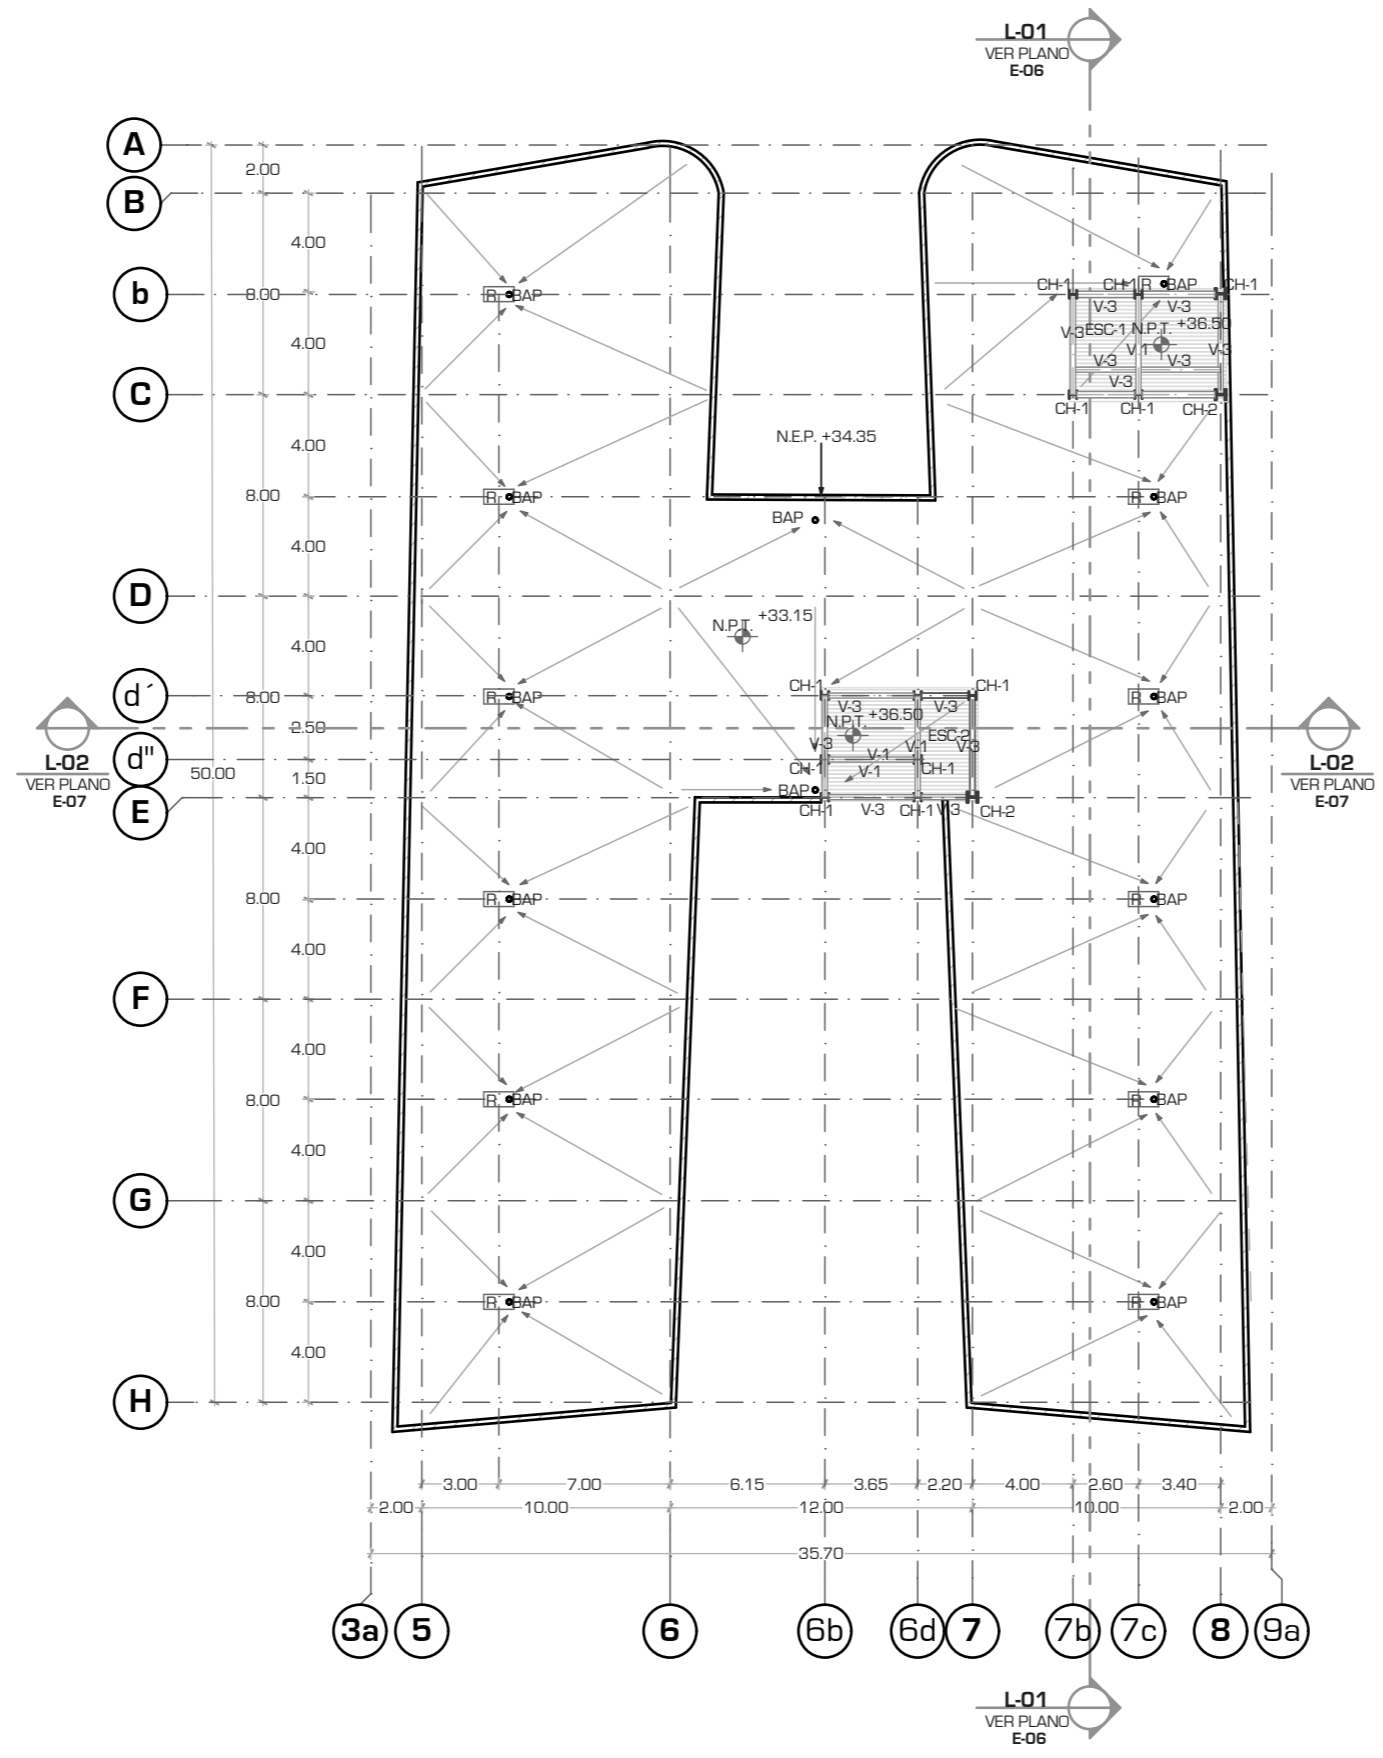 L-01
VER PLANO
E-06
A
2.00
B
4.00
b
8.00
R BAP
CH-1 CH-1 R BAP CH-1
V-3 V-3
V-3 ESC-1 N.P.T. +36.50
4.00
V-1 V-3
V-3 V-3
V-3
C
CH-1 CH-1 CH-2
4.00
N.E.P. +34.35
8.00
R BAP
R BAP
BAP
4.00
D
N.P.T. +33.15
4.00
d´
8.00
R BAP
CH-1 CH-1
R BAP
V-3 V-3
N.P.T. +36.50
2.50
ESC-2
V-3 V-1 V-3
V-1
L-02
VER PLANO
E-07
L-02
VER PLANO
E-07
d"
CH-1 CH-1
V-1
50.00
1.50
BAP
E
CH-1 V-3 CH-1 V-3 CH-2
4.00
8.00
R BAP
R BAP
4.00
F
4.00
8.00
R BAP
R BAP
4.00
G
4.00
8.00
R BAP
R BAP
4.00
H
3.00 7.00 6.15 3.65 2.20 4.00 2.60 3.40
2.00 10.00 12.00 10.00 2.00
35.70
3a 5 6 6b 6d 7 7b 7c 8 9a
L-01
VER PLANO
E-06